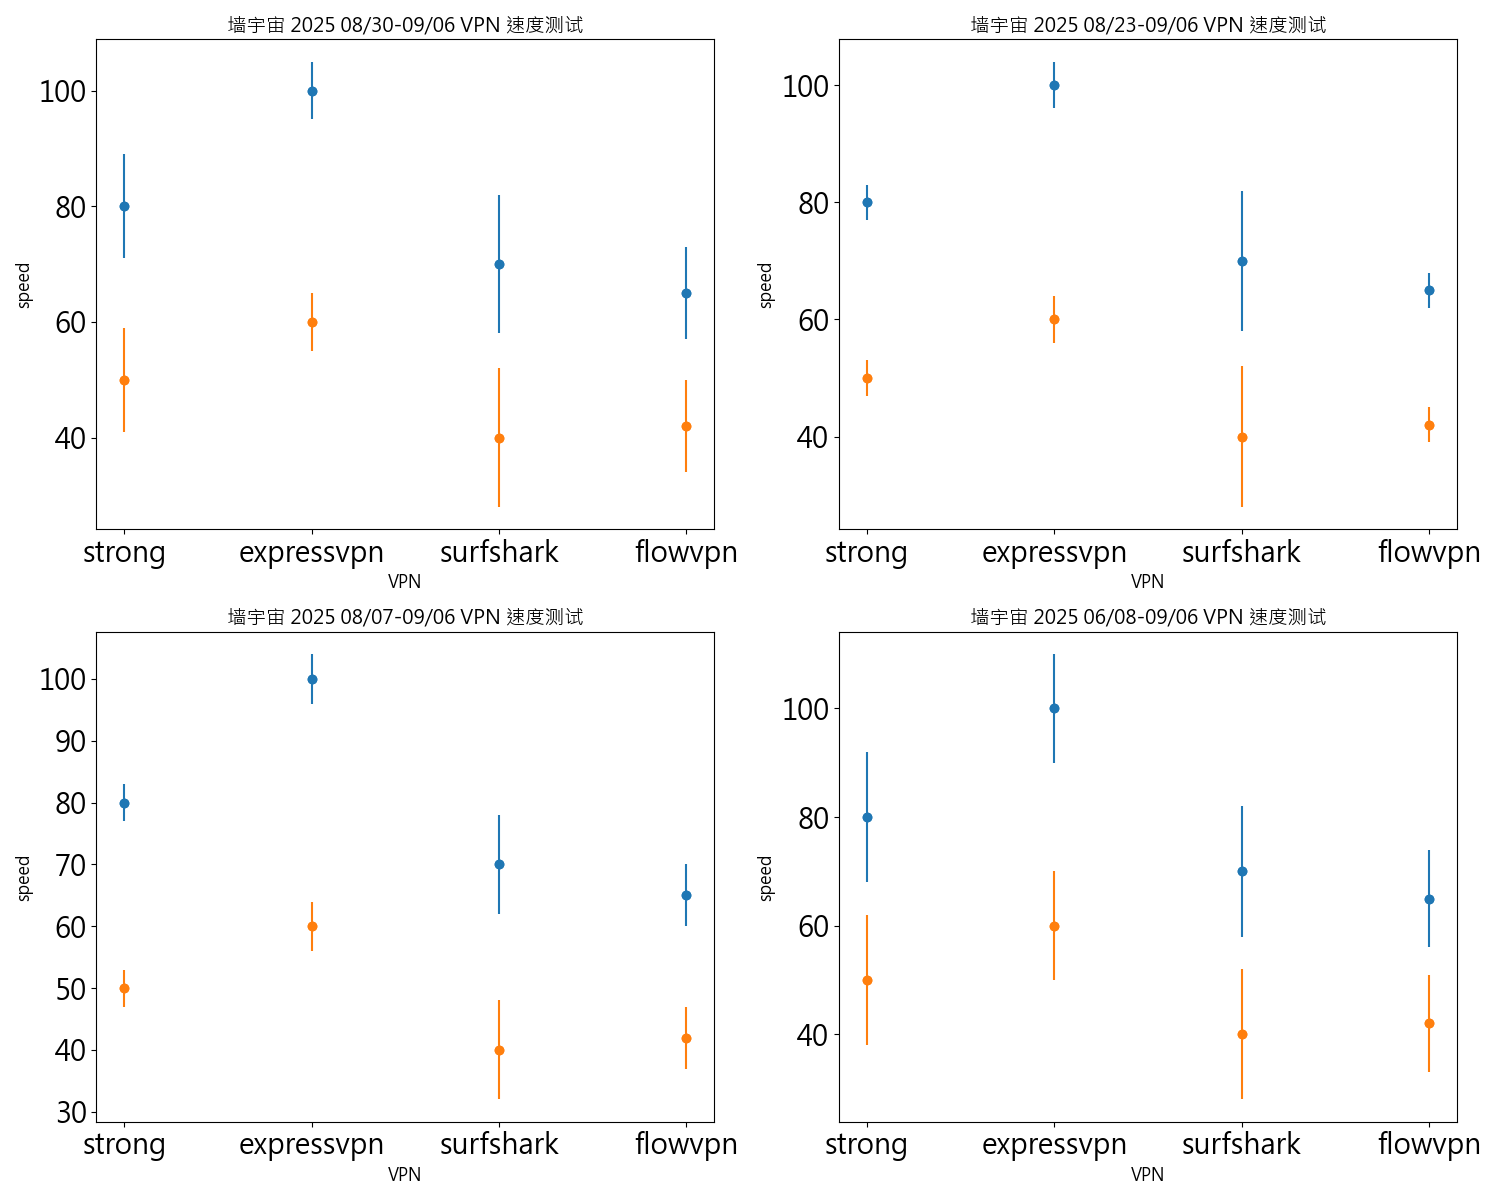 墙宇宙 2025 08/30-09/06 VPN 速度测试
100
80
60
40
speed
strong expressvpn surfshark flowvpn
VPN
墙宇宙 2025 08/23-09/06 VPN 速度测试
100
80
60
40
speed
strong expressvpn surfshark flowvpn
VPN
墙宇宙 2025 08/07-09/06 VPN 速度测试
100
90
80
70
60
50
40
30
speed
strong expressvpn surfshark flowvpn
VPN
墙宇宙 2025 06/08-09/06 VPN 速度测试
100
80
60
40
speed
strong expressvpn surfshark flowvpn
VPN